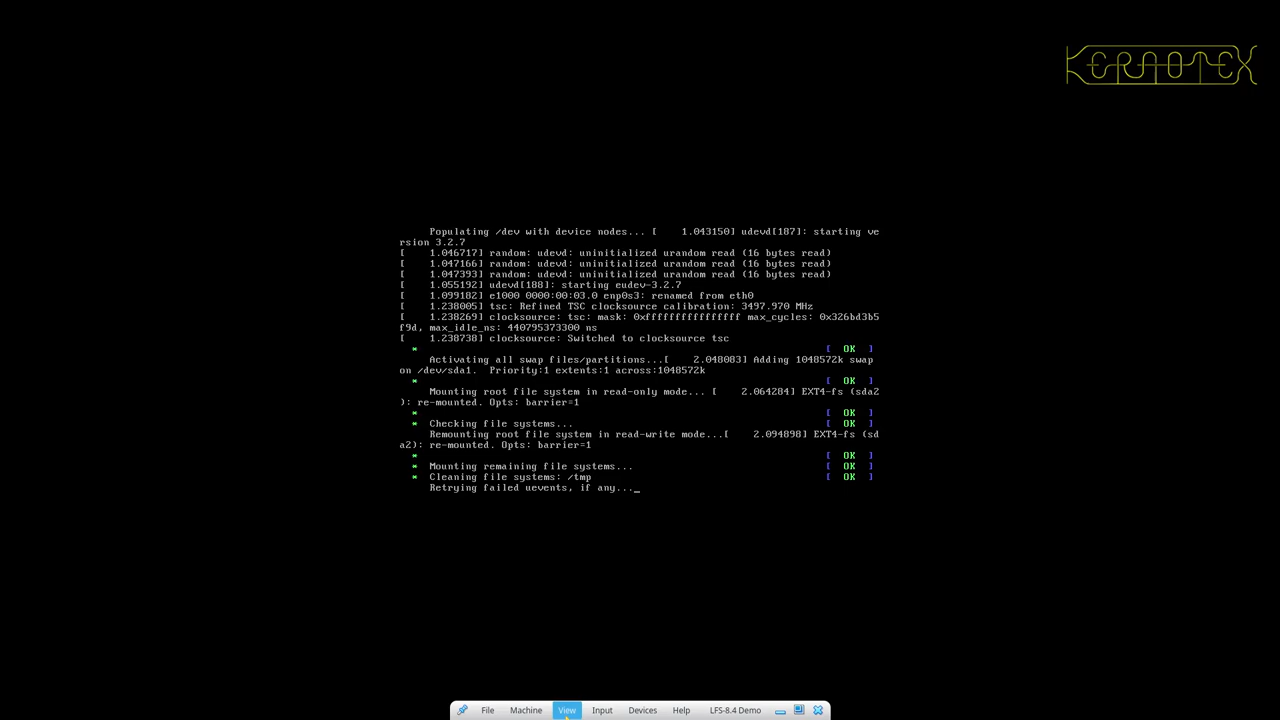 KERNOTEX
Populating /dev with device nodes... [    1.043150] udevd[187]: starting ve
rsion 3.2.7
[    1.046717] random: udevd: uninitialized urandom read (16 bytes read)
[    1.047166] random: udevd: uninitialized urandom read (16 bytes read)
[    1.047393] random: udevd: uninitialized urandom read (16 bytes read)
[    1.055192] udevd[188]: starting eudev-3.2.7
[    1.099182] e1000 0000:00:03.0 enp0s3: renamed from eth0
[    1.238005] tsc: Refined TSC clocksource calibration: 3497.970 MHz
[    1.238269] clocksource: tsc: mask: 0xffffffffffffffff max_cycles: 0x326bd3b5
f9d, max_idle_ns: 440795373300 ns
[    1.238738] clocksource: Switched to clocksource tsc
*  [  OK  ]
Activating all swap files/partitions...[    2.048083] Adding 1048572k swap
on /dev/sda1.  Priority:1 extents:1 across:1048572k
*  [  OK  ]
Mounting root file system in read-only mode... [    2.064284] EXT4-fs (sda2
): re-mounted. Opts: barrier=1
*  [  OK  ]
*  Checking file systems...  [  OK  ]
Remounting root file system in read-write mode...[    2.094898] EXT4-fs (sd
a2): re-mounted. Opts: barrier=1
*  [  OK  ]
*  Mounting remaining file systems...  [  OK  ]
*  Cleaning file systems: /tmp  [  OK  ]
Retrying failed uevents, if any..._
File Machine View Input Devices Help LFS-8.4 Demo